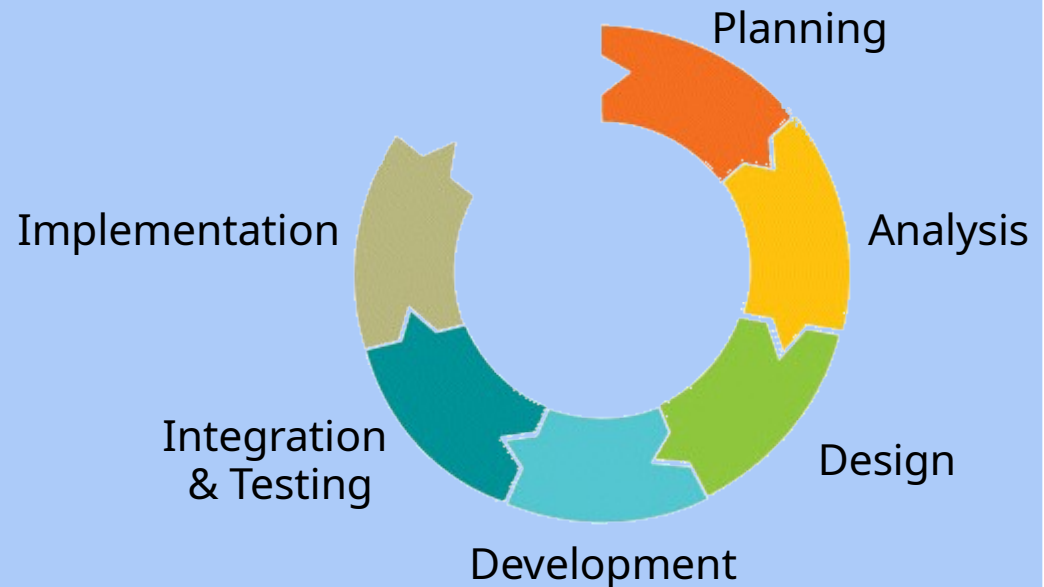 Planning
Analysis
Design
Development
Integration
& Testing
Implementation